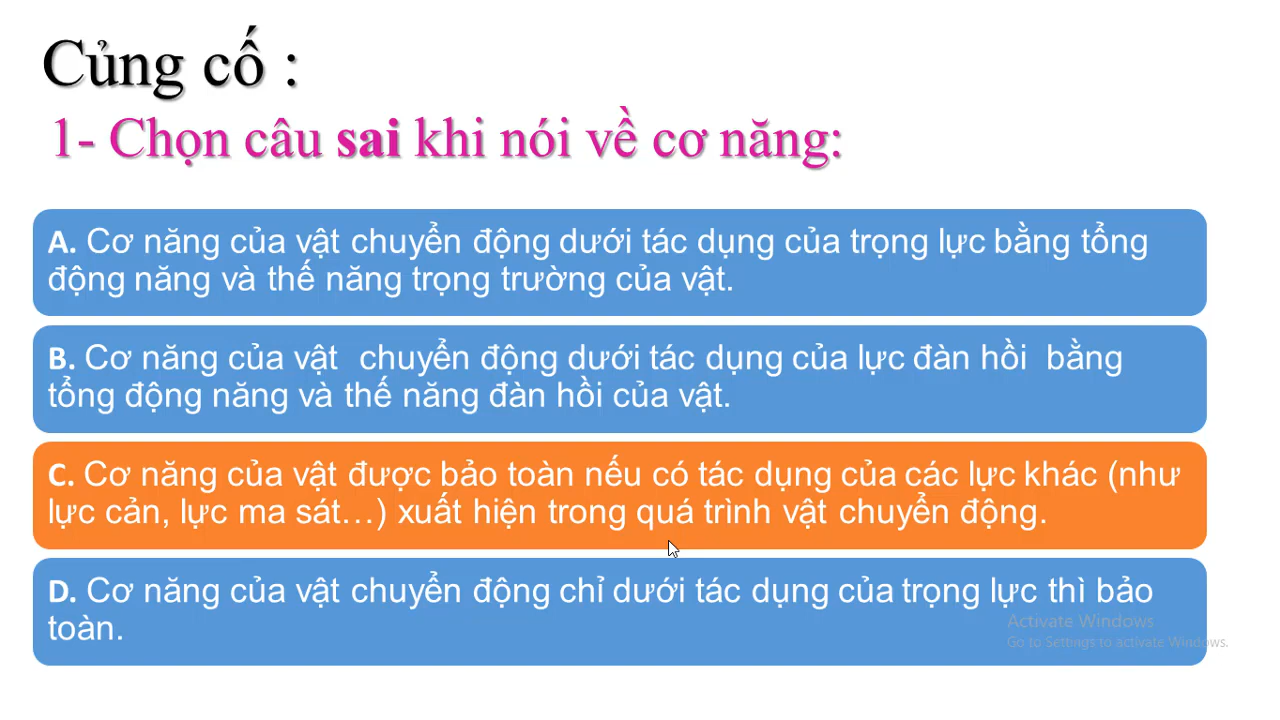 Củng cố :
1- Chọn câu sai khi nói về cơ năng:
A. Cơ năng của vật chuyển động dưới tác dụng của trọng lực bằng tổng
động năng và thế năng trọng trường của vật.
B. Cơ năng của vật chuyển động dưới tác dụng của lực đàn hồi bằng
tổng động năng và thế năng đàn hồi của vật.
C. Cơ năng của vật được bảo toàn nếu có tác dụng của các lực khác (như
lực cản, lực ma sát…) xuất hiện trong quá trình vật chuyển động.
D. Cơ năng của vật chuyển động chỉ dưới tác dụng của trọng lực thì bảo
toàn.
Activate Windows
Go to Settings to activate Windows.